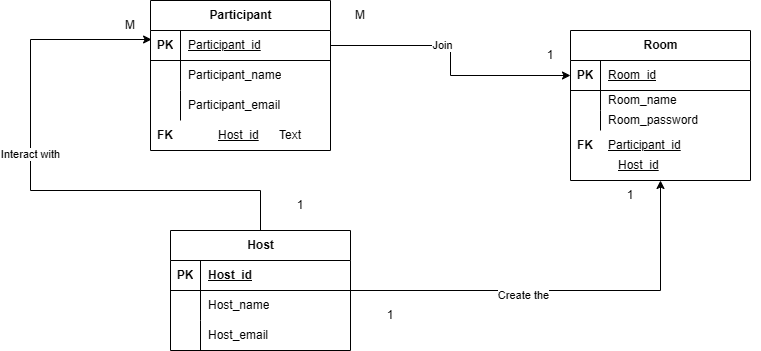 Participant
M
M
PK Participant_id
Join
Participant_name
Participant_email
FK Host_id Text
Room
1
PK Room_id
Room_name
Room_password
FK Participant_id
Host_id
1
Interact with
1
Host
PK Host_id
Host_name
Host_email
Create the
1